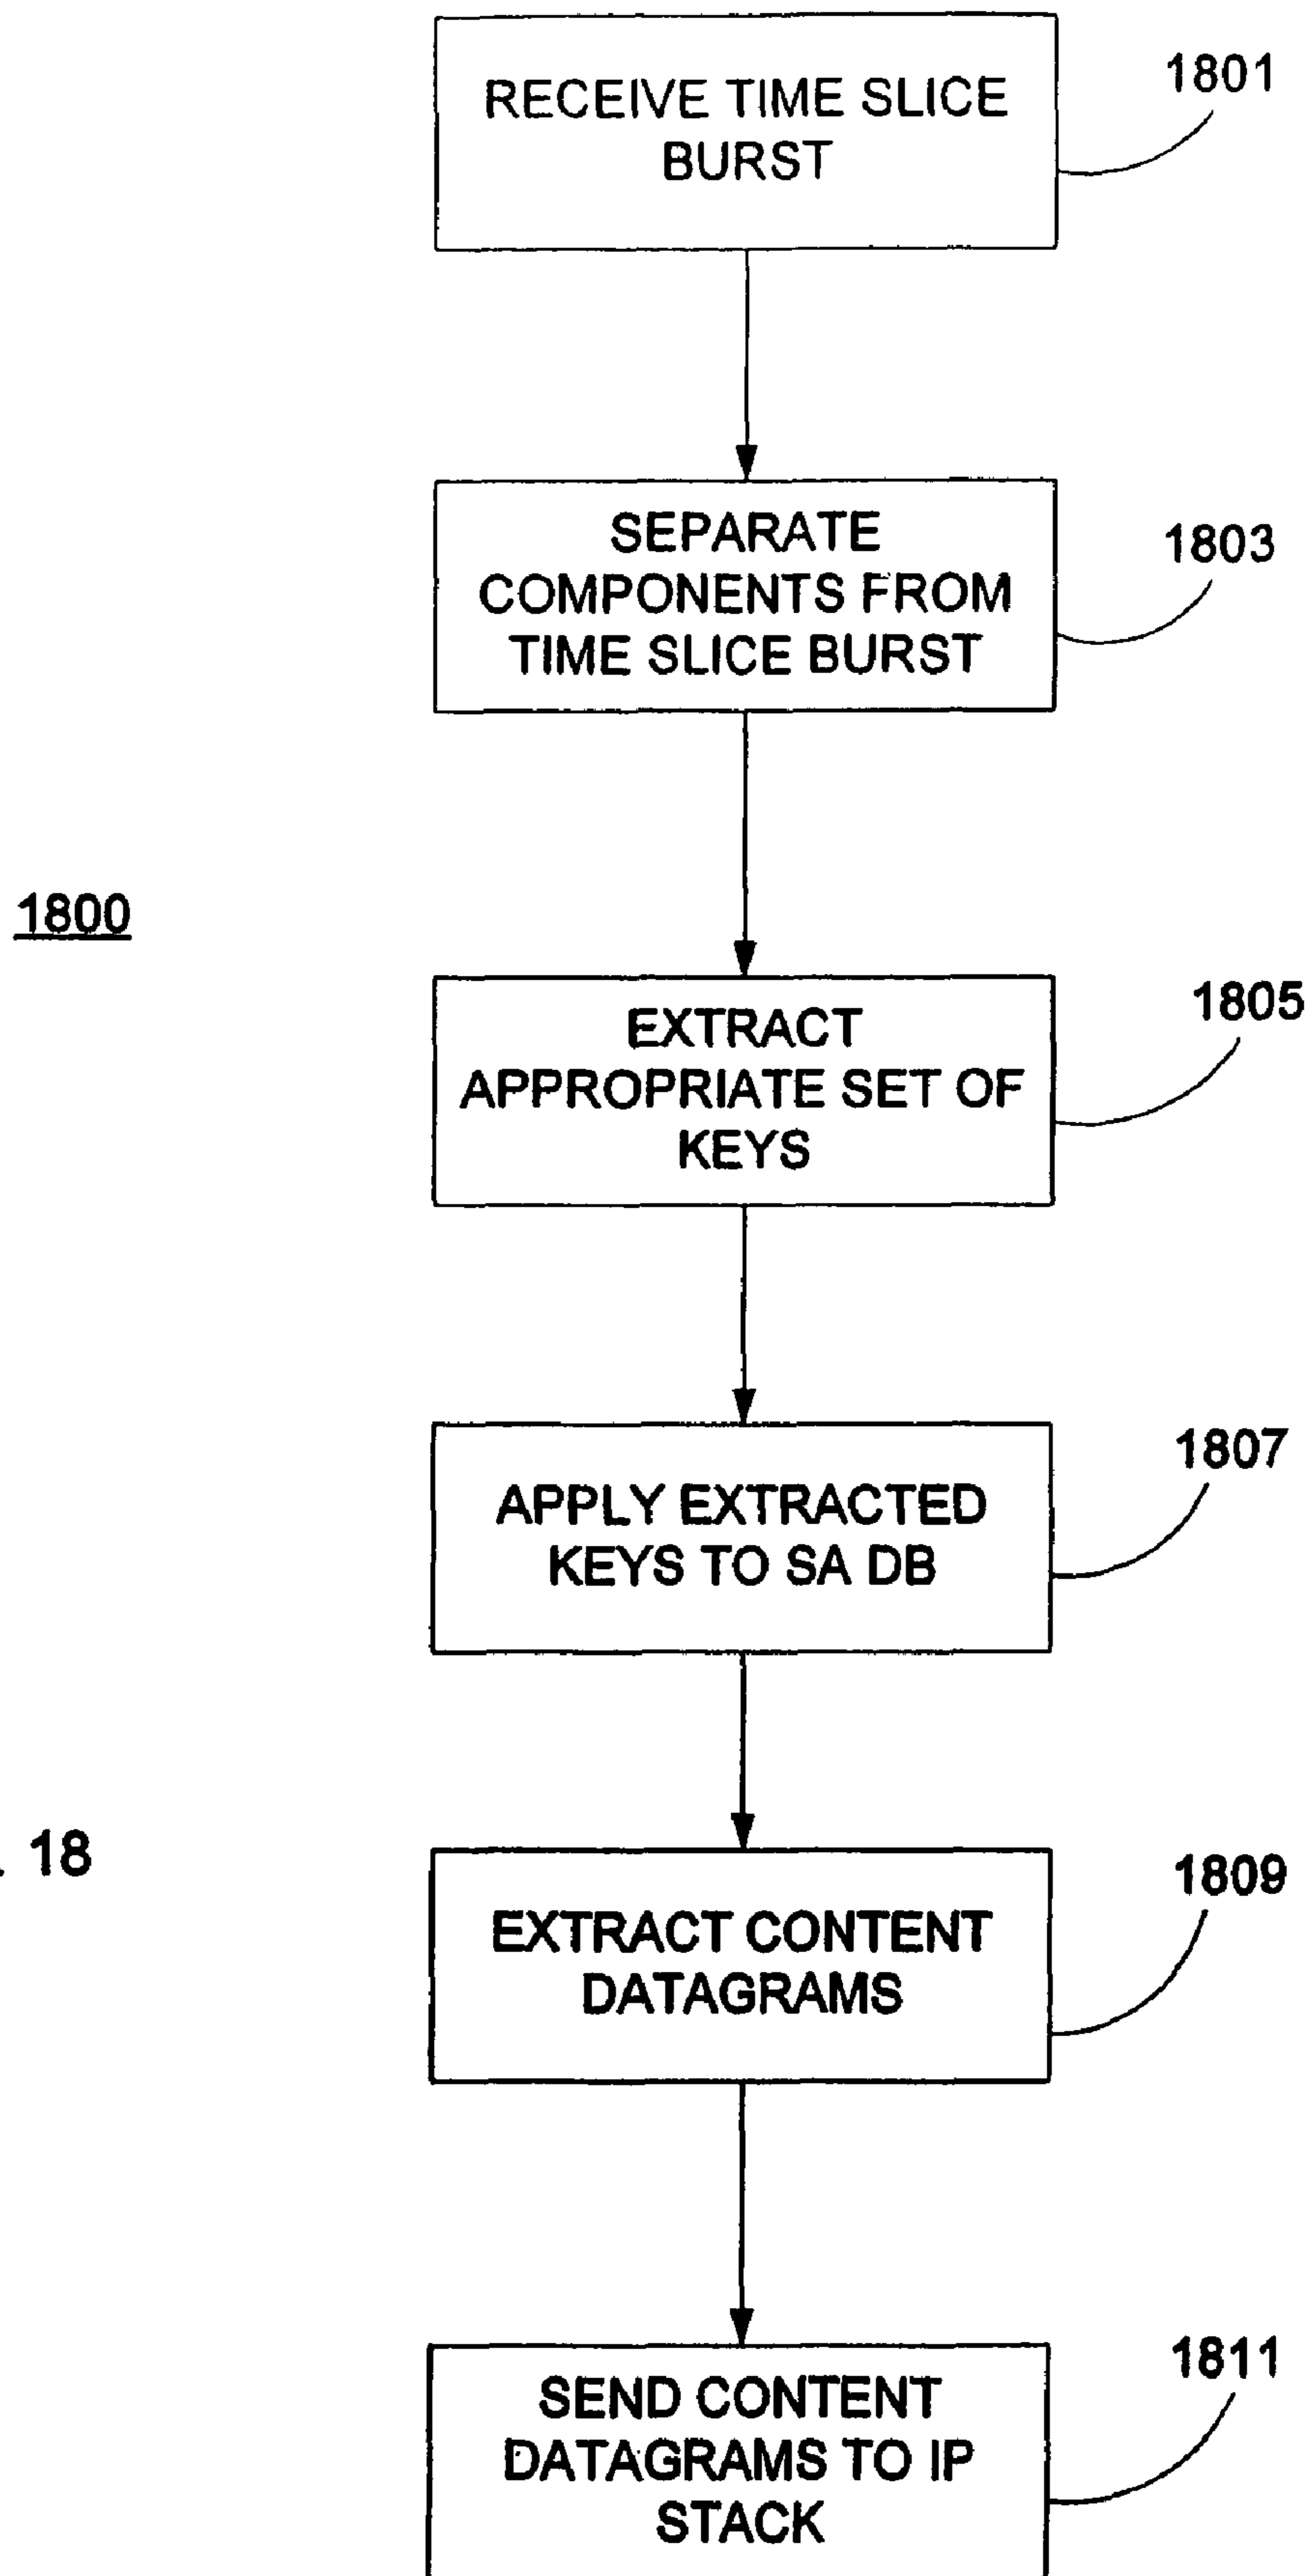 RECEIVE TIME SLICE
BURST
1801
SEPARATE
COMPONENTS FROM
TIME SLICE BURST
1803
1800
EXTRACT
APPROPRIATE SET OF
KEYS
1805
APPLY EXTRACTED
KEYS TO SA DB
1807
. 18
EXTRACT CONTENT
DATAGRAMS
1809
SEND CONTENT
DATAGRAMS TO IP
STACK
1811